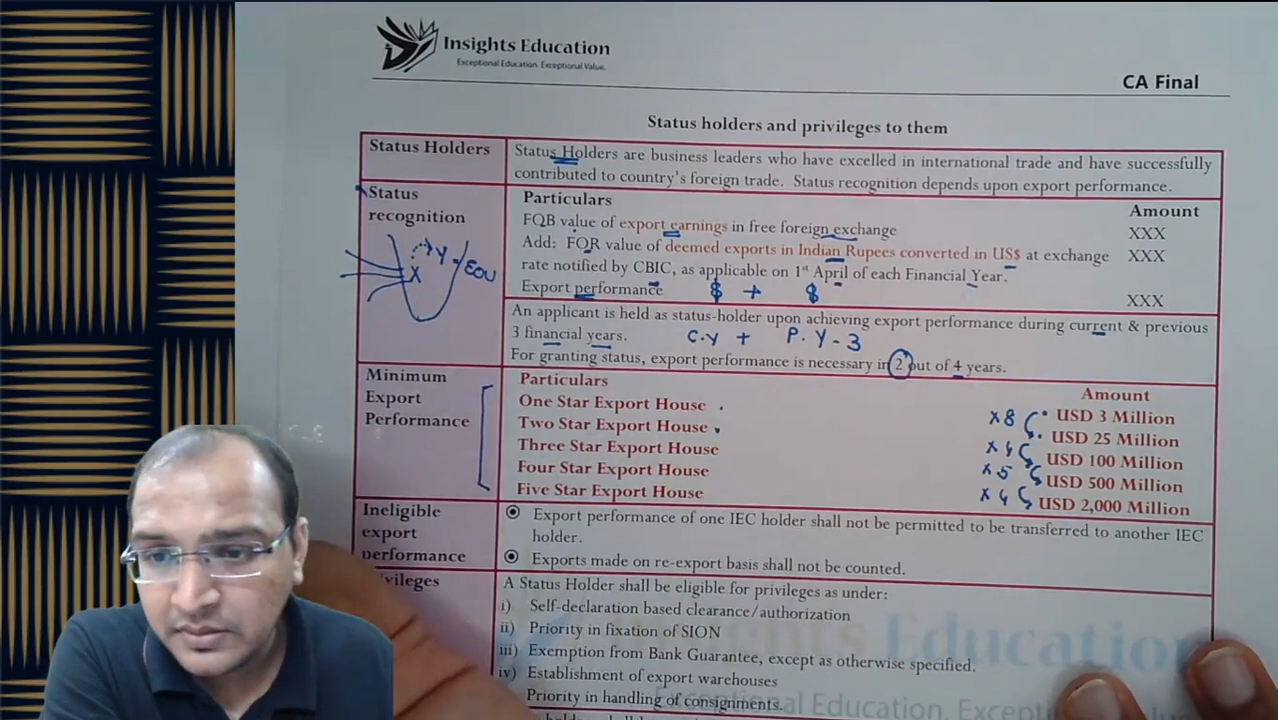 Insights Education
Exceptional Education. Exceptional Value.
CA Final
Status holders and privileges to them
Status Holders
Status Holders are business leaders who have excelled in international trade and have successfully
contributed to country's foreign trade. Status recognition depends upon export performance.
Status
recognition
Y
X
EOU
Particulars Amount
FOB value of export earnings in free foreign exchange XXX
Add: FOR value of deemed exports in Indian Rupees converted in US$ at exchange XXX
rate notified by CBIC, as applicable on 1st April of each Financial Year.
Export performance $ + $ XXX
An applicant is held as status-holder upon achieving export performance during current & previous
3 financial years. C.Y + P.Y-3
For granting status, export performance is necessary in 2 out of 4 years.
Minimum
Export
Performance
Particulars Amount
One Star Export House x8 USD 3 Million
Two Star Export House USD 25 Million
Three Star Export House x4 USD 100 Million
Four Star Export House x5 USD 500 Million
Five Star Export House x4 USD 2,000 Million
Ineligible
export
performance
Export performance of one IEC holder shall not be permitted to be transferred to another IEC
holder.
Exports made on re-export basis shall not be counted.
Privileges
A Status Holder shall be eligible for privileges as under:
i) Self-declaration based clearance/authorization
ii) Priority in fixation of SION
iii) Exemption from Bank Guarantee, except as otherwise specified.
iv) Establishment of export warehouses
Priority in handling of consignments.